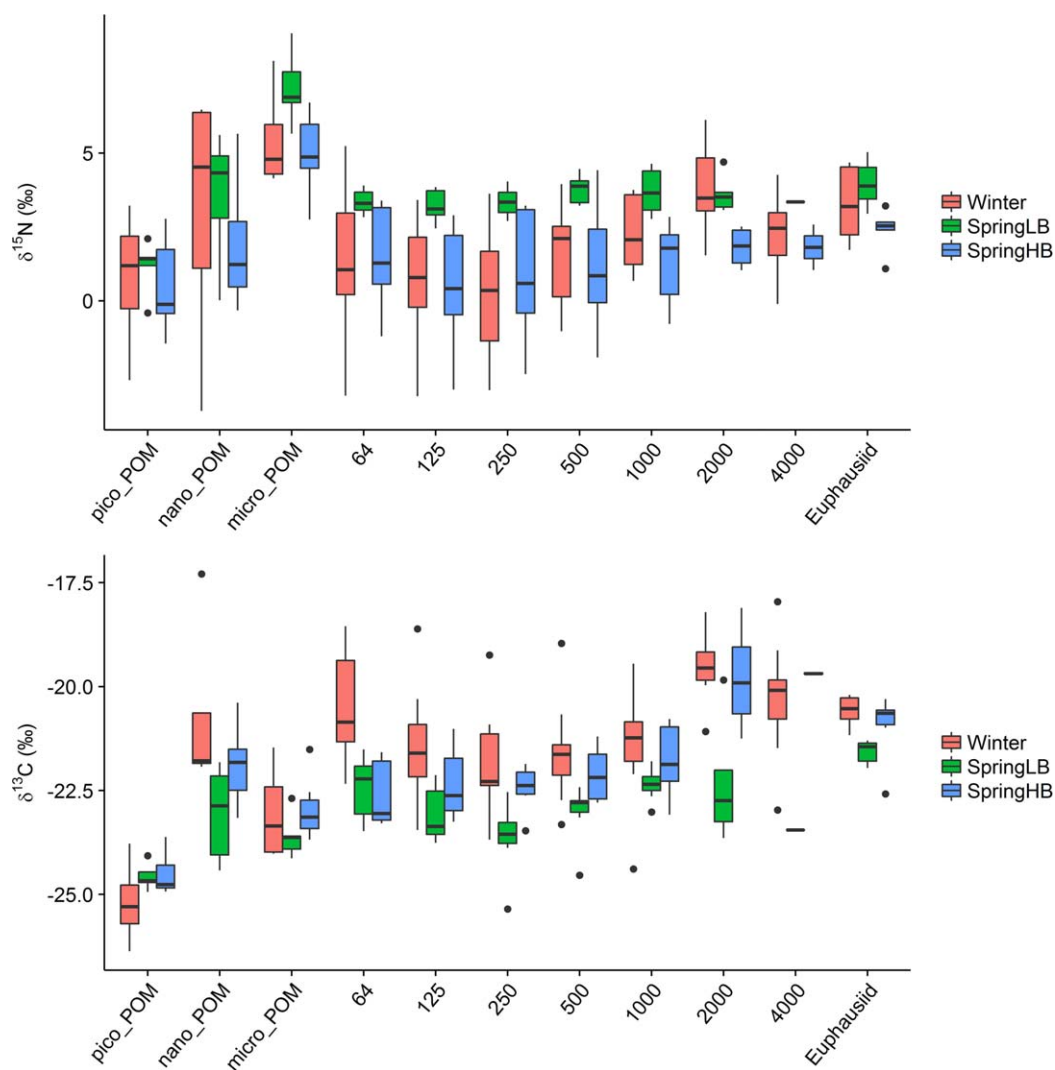 δ15N (‰)
5
0
pico_POM
nano_POM
micro_POM
64
125
250
500
1000
2000
4000
Euphausiid
Winter
SpringLB
SpringHB
δ13C (‰)
-17.5
-20.0
-22.5
-25.0
pico_POM
nano_POM
micro_POM
64
125
250
500
1000
2000
4000
Euphausiid
Winter
SpringLB
SpringHB